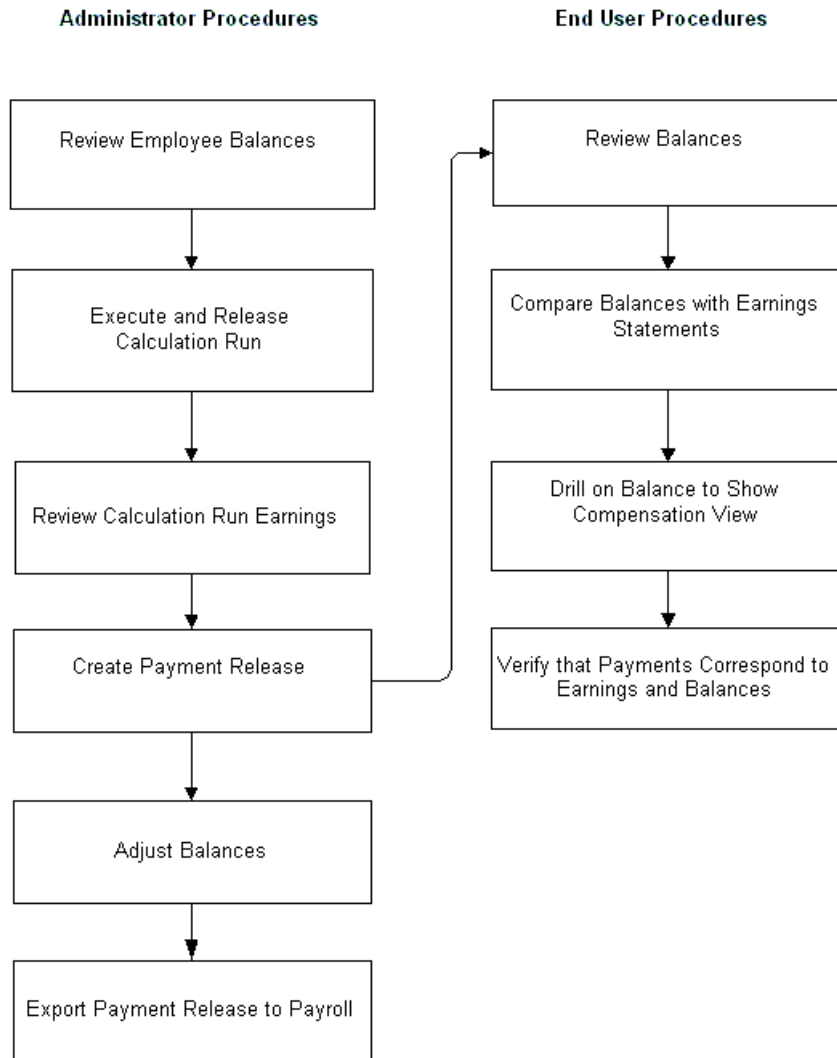 Administrator Procedures
Review Employee Balances
Execute and Release
Calculation Run
Review Calculation Run Earnings
Create Payment Release
Adjust Balances
Export Payment Release to Payroll
End User Procedures
Review Balances
Compare Balances with Earnings
Statements
Drill on Balance to Show
Compensation View
Verify that Payments Correspond to
Earnings and Balances